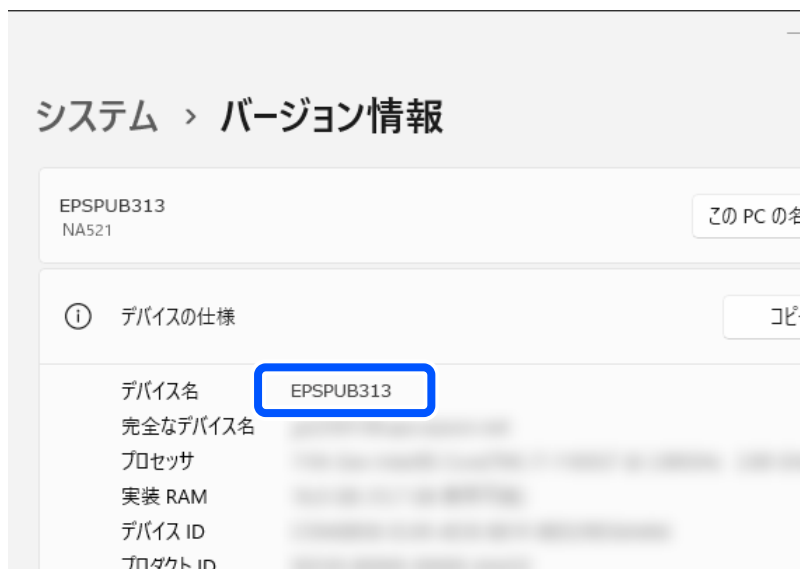 システム › バージョン情報
EPSPUB313
NA521
この PC の名
デバイスの仕様
コピ
デバイス名 EPSPUB313
完全なデバイス名
プロセッサ
実装 RAM
デバイス ID
プロダクト ID